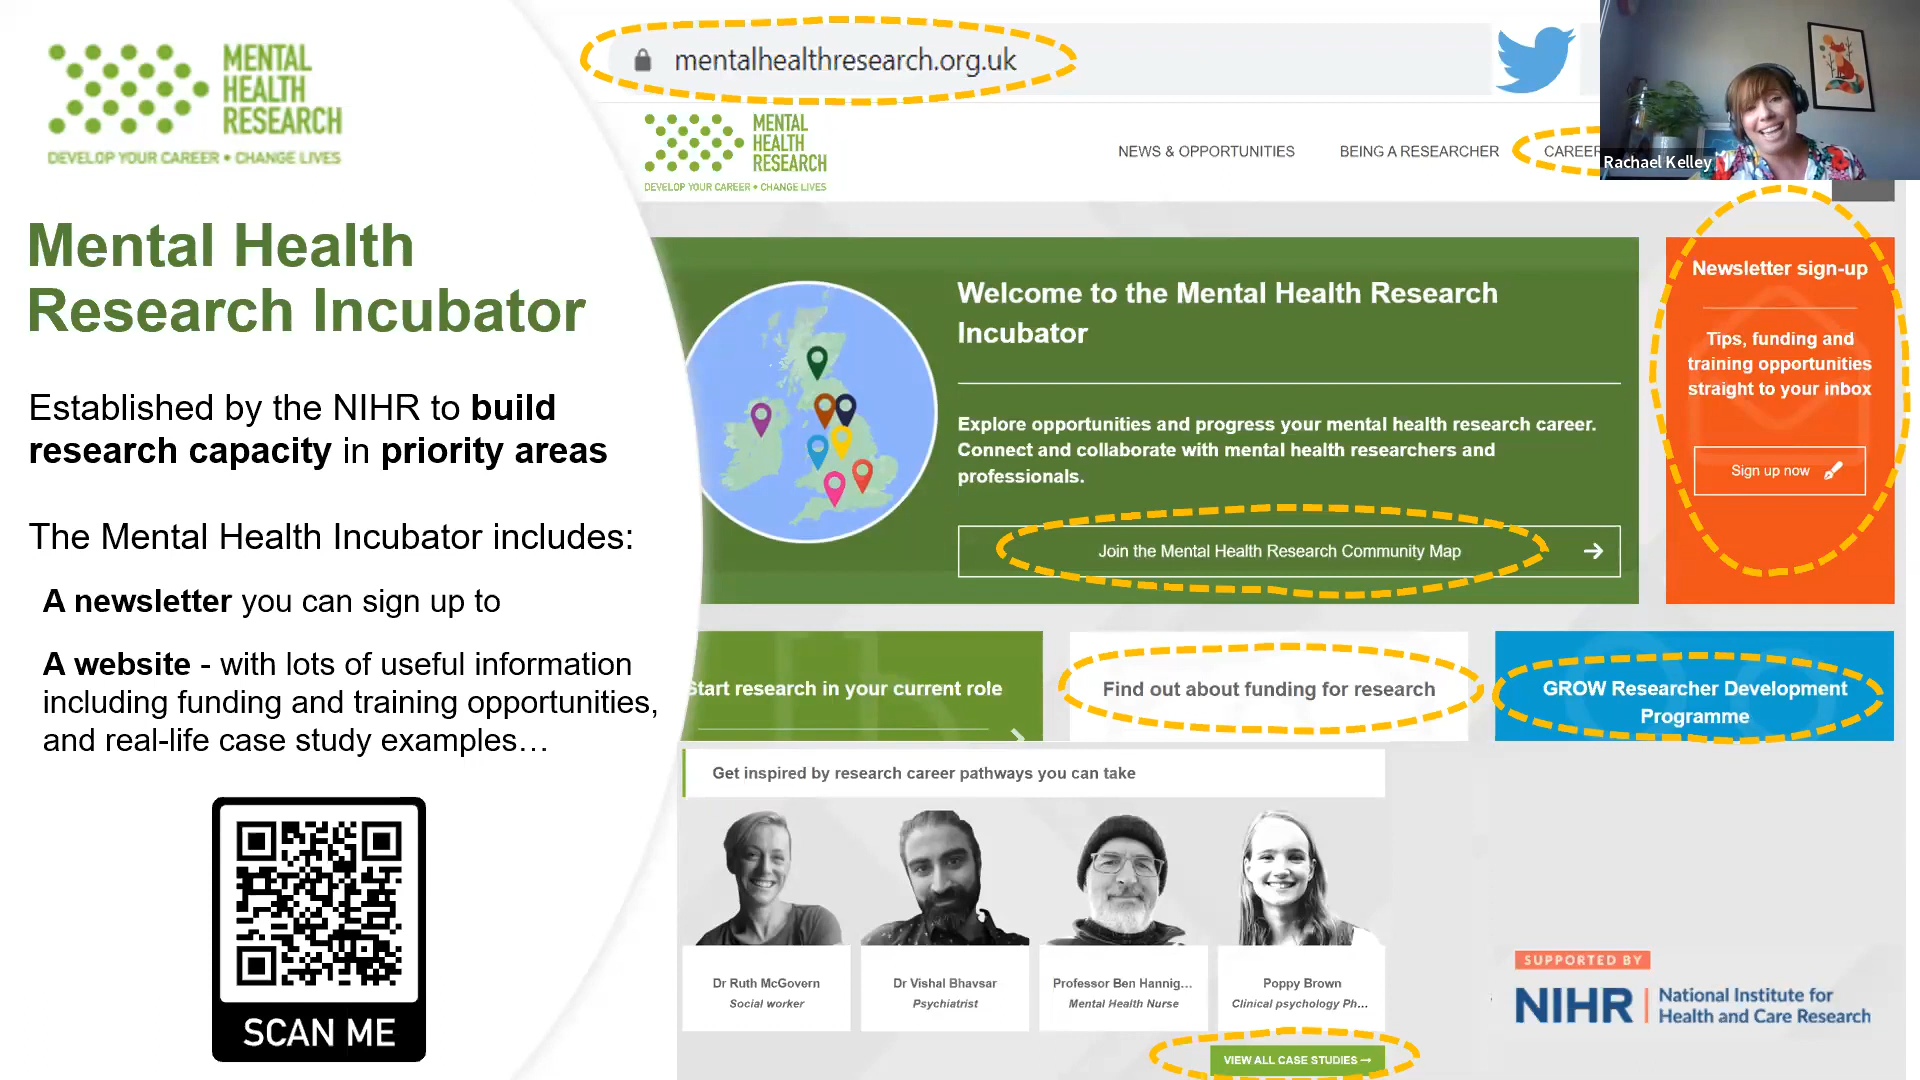 MENTAL
HEALTH
RESEARCH
DEVELOP YOUR CAREER • CHANGE LIVES
Mental Health
Research Incubator
Established by the NIHR to build
research capacity in priority areas
The Mental Health Incubator includes:
A newsletter you can sign up to
A website - with lots of useful information
including funding and training opportunities,
and real-life case study examples…
SCAN ME
mentalhealthresearch.org.uk
MENTAL
HEALTH
RESEARCH
DEVELOP YOUR CAREER • CHANGE LIVES
NEWS & OPPORTUNITIES
BEING A RESEARCHER
CAREER
Rachael Kelley
Welcome to the Mental Health Research
Incubator
Explore opportunities and progress your mental health research career.
Connect and collaborate with mental health researchers and
professionals.
Join the Mental Health Research Community Map
Newsletter sign-up
Tips, funding and
training opportunities
straight to your inbox
Sign up now
Start research in your current role
Find out about funding for research
GROW Researcher Development
Programme
Get inspired by research career pathways you can take
Dr Ruth McGovern
Social worker
Dr Vishal Bhavsar
Psychiatrist
Professor Ben Hannig…
Mental Health Nurse
Poppy Brown
Clinical psychology Ph…
VIEW ALL CASE STUDIES →
SUPPORTED BY
NIHR | National Institute for
Health and Care Research